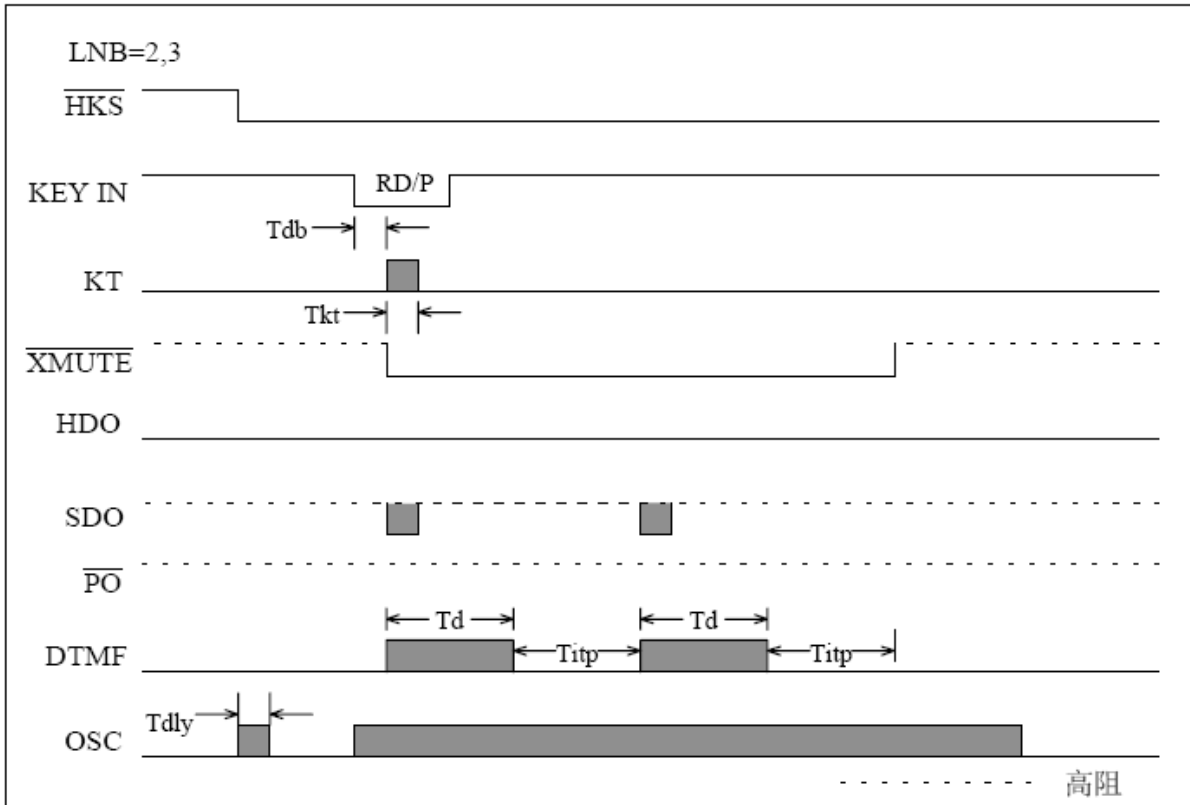 LNB=2,3
HKS
KEY IN
RD/P
Tdb
KT
Tkt
XMUTE
HDO
SDO
PO
Td
Td
DTMF
Titp
Titp
Tdly
OSC
高阻